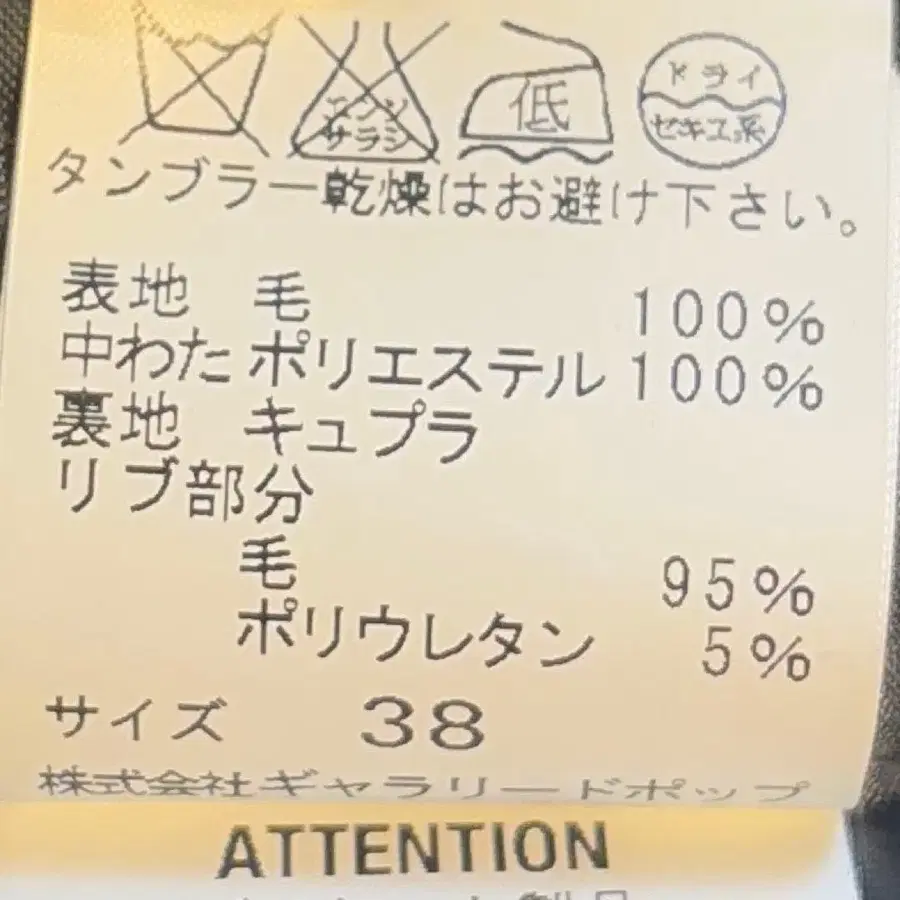 エンソ
サラシ
低
ドライ
セキユ系
タンブラー乾燥はお避け下さい。
表地 毛 100%
中わた ポリエステル 100%
裏地 キュプラ
リブ部分
毛 95%
ポリウレタン 5%
サイズ 38
株式会社ギャラリードポップ
ATTENTION